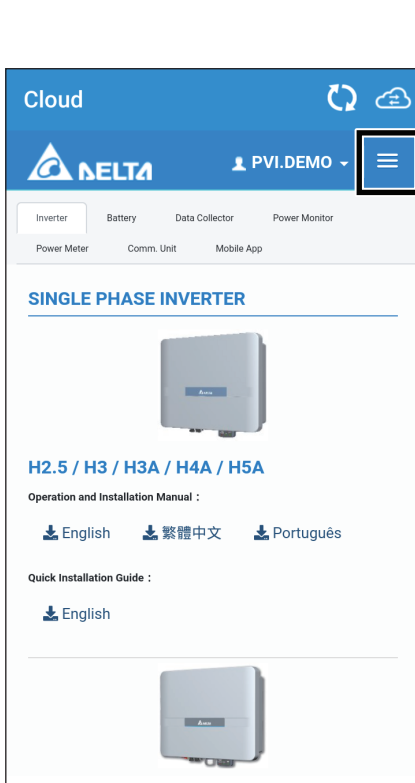 Cloud
DELTA
PVI.DEMO
Inverter Battery Data Collector Power Monitor
Power Meter Comm. Unit Mobile App
SINGLE PHASE INVERTER
H2.5 / H3 / H3A / H4A / H5A
Operation and Installation Manual：
English 繁體中文 Português
Quick Installation Guide：
English